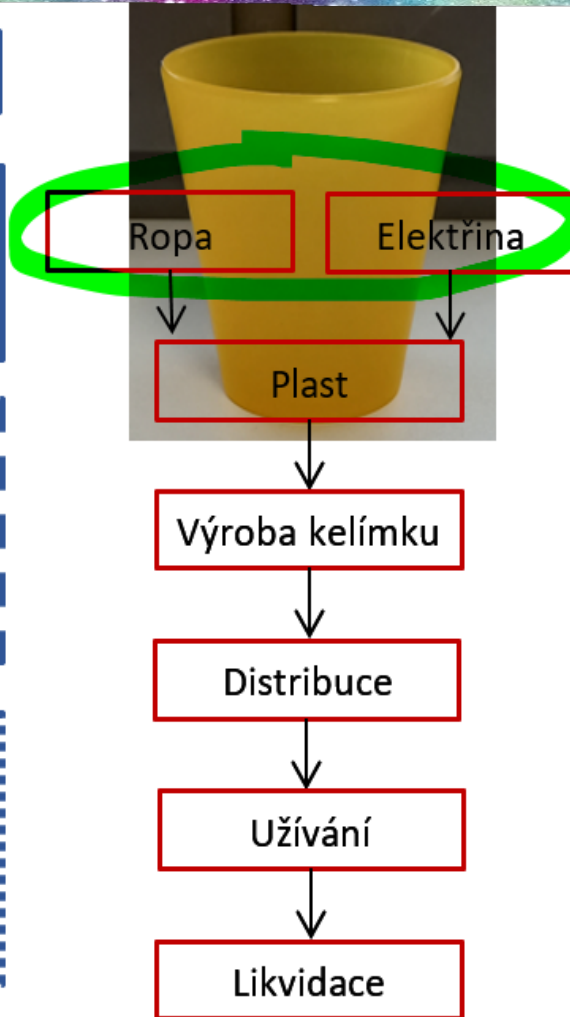 Ropa
Elektřina
Plast
Výroba kelímku
Distribuce
Užívání
Likvidace